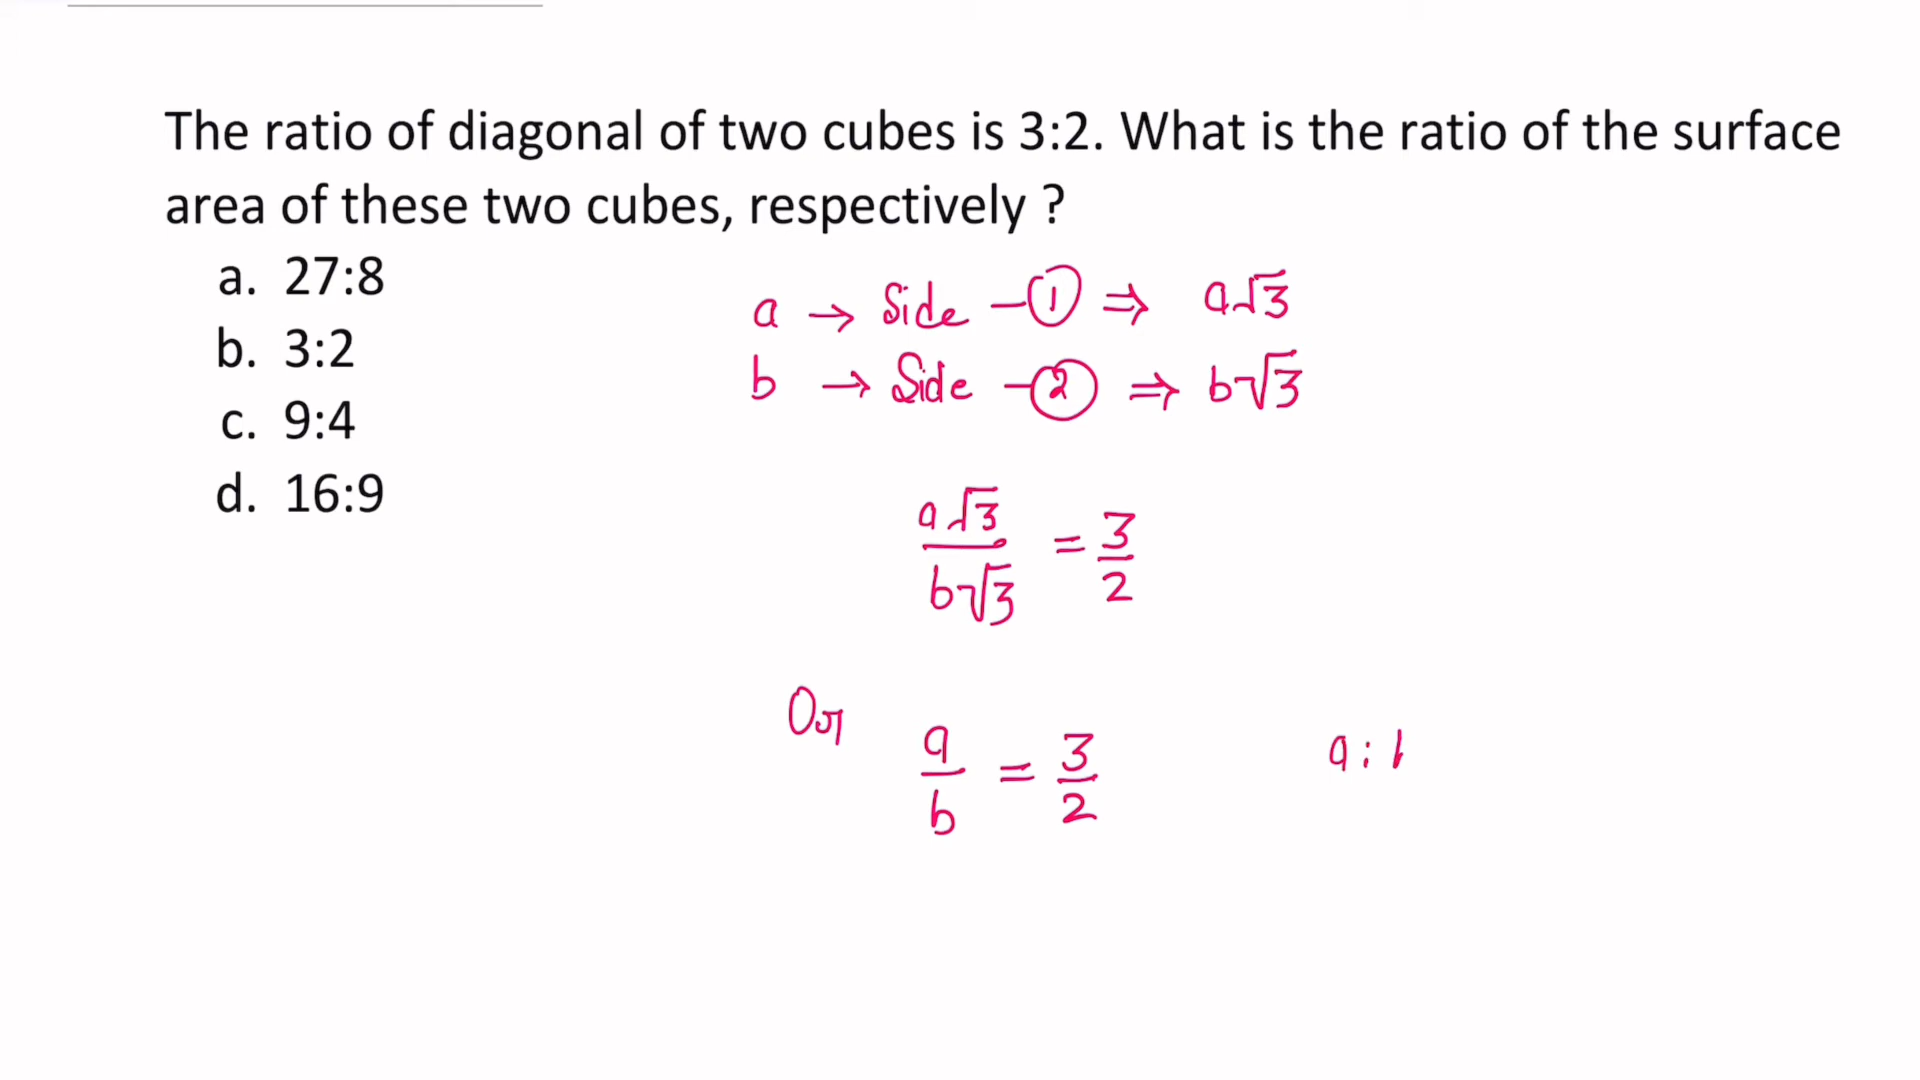 The ratio of diagonal of two cubes is 3:2. What is the ratio of the surface
area of these two cubes, respectively ?
a. 27:8
b. 3:2
c. 9:4
d. 16:9
a → Side –① ⇒ a√3
b → Side –② ⇒ b√3
a√3 / b√3 = 3/2
Or a/b = 3/2
a :